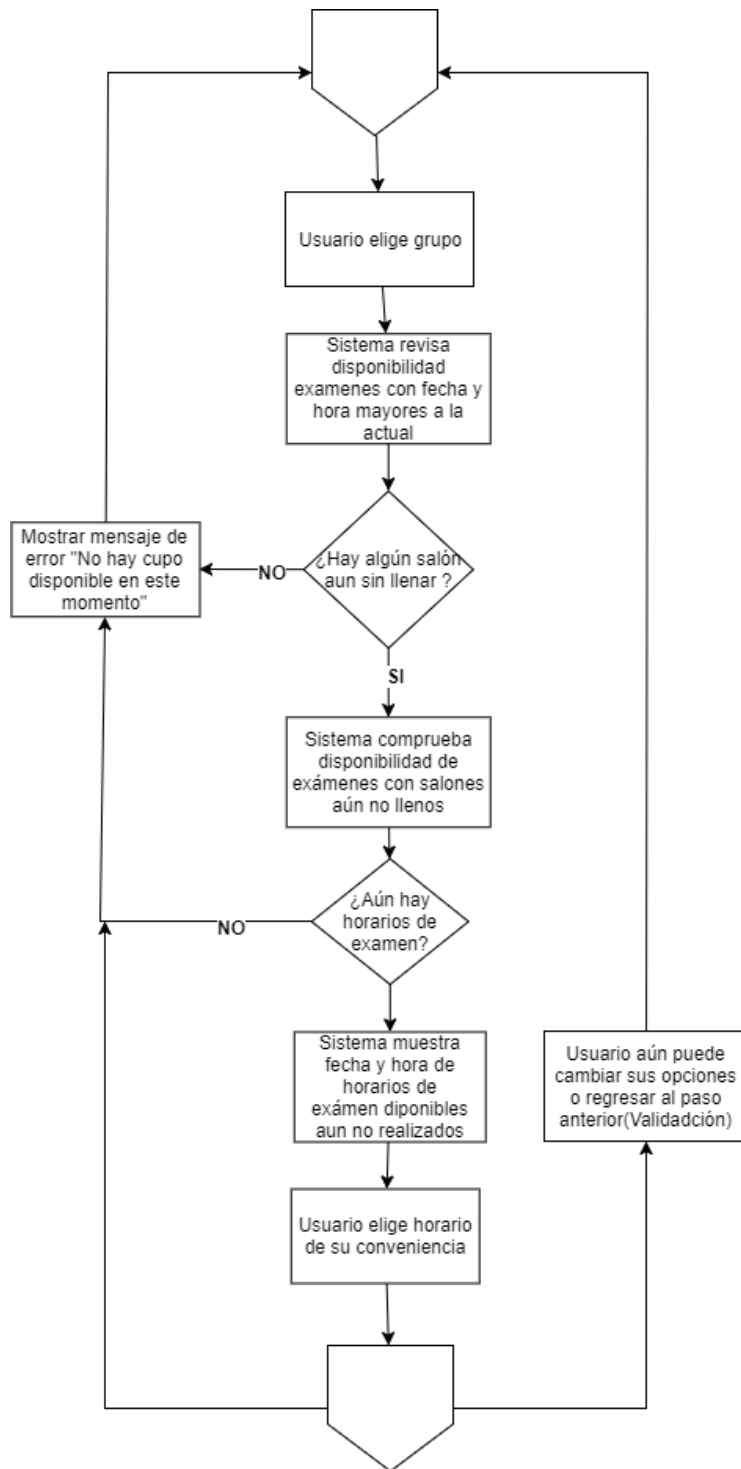 Usuario elige grupo
Sistema revisa
disponibilidad
examenes con fecha y
hora mayores a la
actual
¿Hay algún salón
aun sin llenar ?
NO
Mostrar mensaje de
error "No hay cupo
disponible en este
momento"
SI
Sistema comprueba
disponibilidad de
exámenes con salones
aún no llenos
¿Aún hay
horarios de
examen?
NO
Sistema muestra
fecha y hora de
horarios de
exámen diponibles
aun no realizados
Usuario aún puede
cambiar sus opciones
o regresar al paso
anterior(Validadción)
Usuario elige horario
de su conveniencia